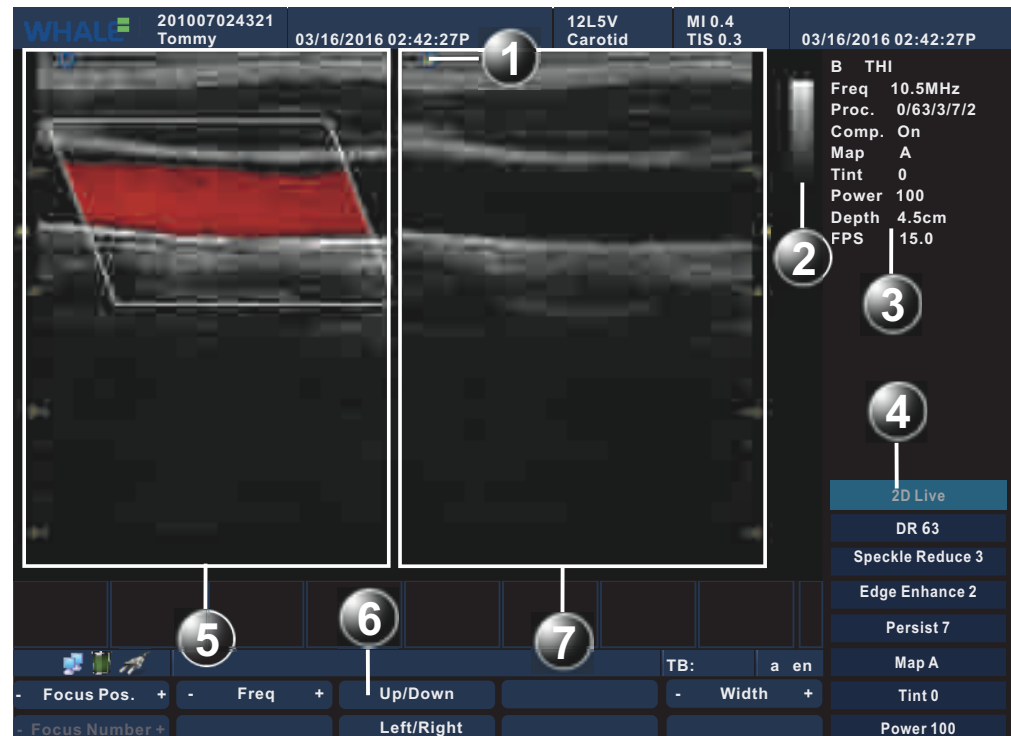 WHALE
201007024321
Tommy
03/16/2016 02:42:27P
12L5V
Carotid
MI 0.4
TIS 0.3
03/16/2016 02:42:27P
1
B THI
Freq 10.5MHz
Proc. 0/63/3/7/2
Comp. On
Map A
Tint 0
Power 100
Depth 4.5cm
FPS 15.0
2
3
4
2D Live
DR 63
Speckle Reduce 3
Edge Enhance 2
Persist 7
Map A
Tint 0
Power 100
5
6
7
TB: a en
- Focus Pos. + - Freq + Up/Down - Width +
- Focus Number + Left/Right